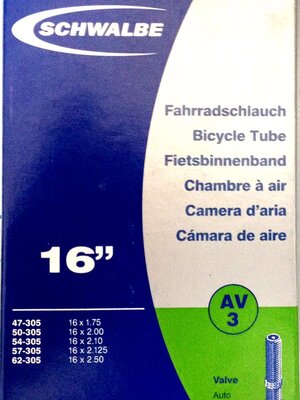 SCHWALBE
Fahrradschlauch
Bicycle Tube
Fietsbinnenband
Chambre à air
Camera d'aria
Cámara de aire
16"
AV
3
47-305 16 x 1.75
50-305 16 x 2.00
54-305 16 x 2.10
57-305 16 x 2.125
62-305 16 x 2.50
Valve
Auto